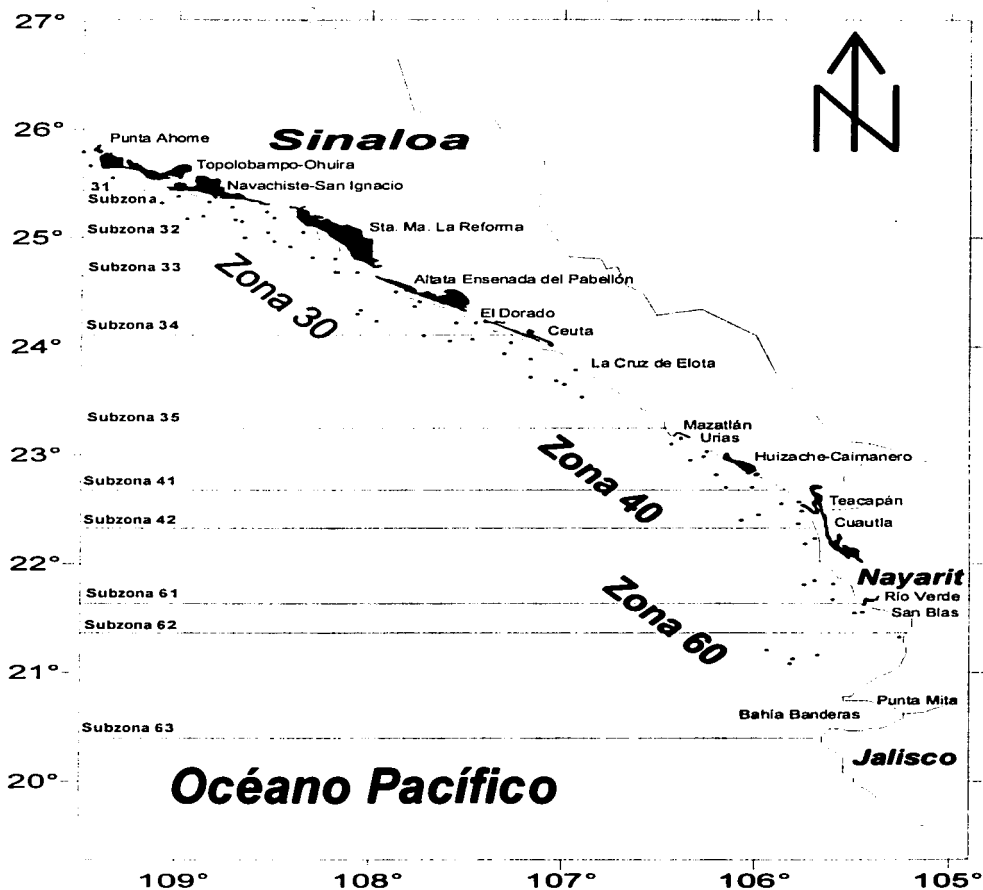 27°
26°
Punta Ahome
Sinaloa
N
Topolobampo-Ohuira
Navachiste-San Ignacio
31
Subzona
Sta. Ma. La Reforma
Subzona 32
25°
Subzona 33
Zona 30
Altata Ensenada del Pabellón
El Dorado
Subzona 34
Ceuta
24°
La Cruz de Elota
Subzona 35
Mazatlán
Urias
23°
Zona 40
Huizache-Caimanero
Subzona 41
Teacapán
Subzona 42
Cuautla
22°
Nayarit
Subzona 61
Río Verde
Zona 60
San Blas
Subzona 62
21°
Punta Mita
Bahía Banderas
Subzona 63
Jalisco
20°
Océano Pacífico
109°
108°
107°
106°
105°